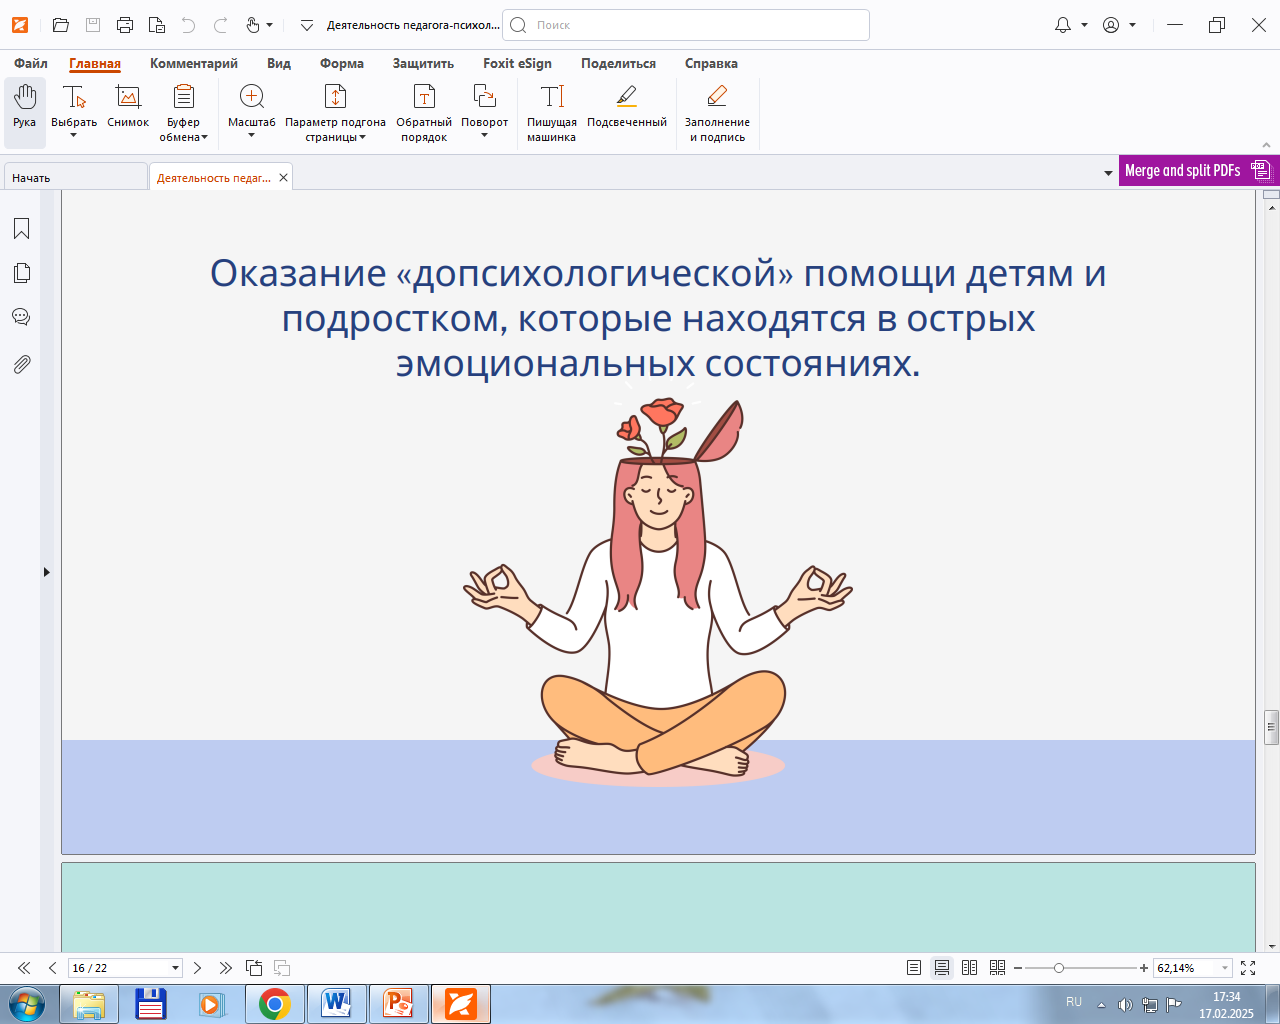 Деятельность педагога-психол...
Поиск
Файл Главная Комментарий Вид Форма Защитить Foxit eSign Поделиться Справка
Рука
Выбрать
Снимок
Буфер
обмена
Масштаб
Параметр подгона
страницы
Обратный
порядок
Поворот
Пишущая
машинка
Подсвеченный
Заполнение
и подпись
Начать
Деятельность педаг...
Merge and split PDFs
Оказание «допсихологической» помощи детям и
подростком, которые находятся в острых
эмоциональных состояниях.
16 / 22
62,14%
RU
17:34
17.02.2025